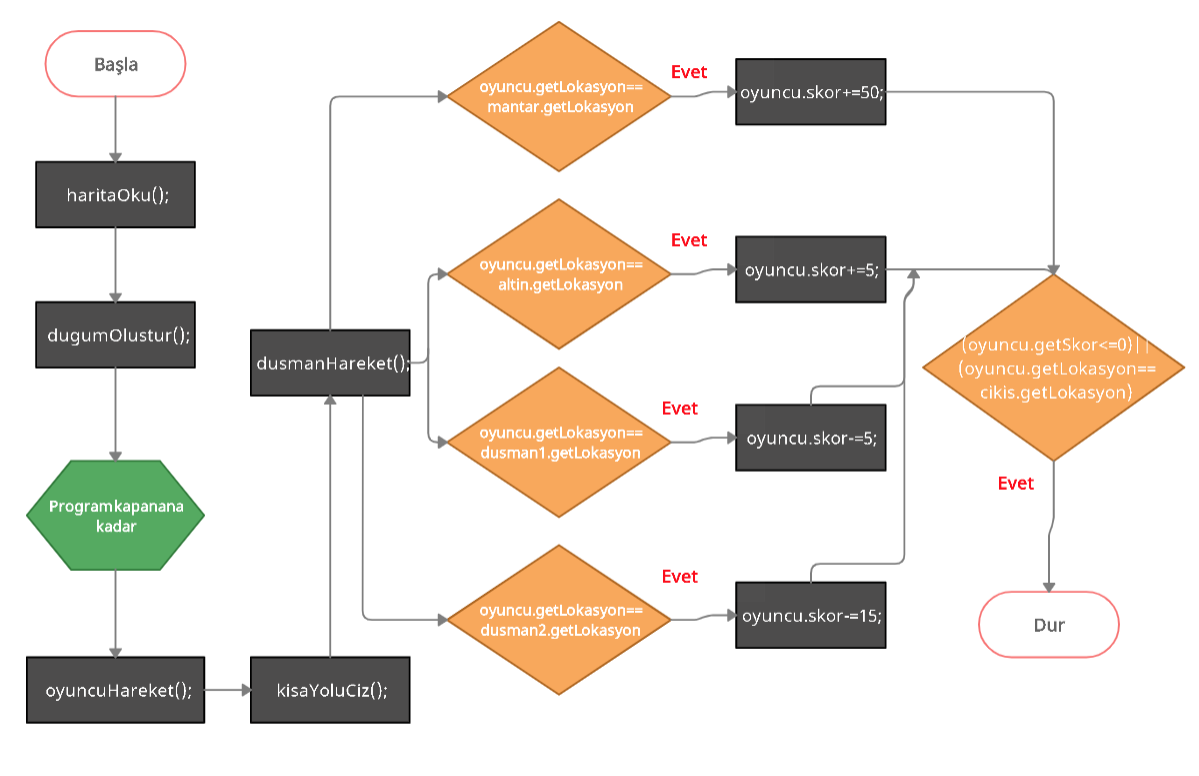 Başla
haritaOku();
dugumOlustur();
Programkapanana
kadar
oyuncuHareket();
kisaYoluCiz();
dusmanHareket();
oyuncu.getLokasyon==
mantar.getLokasyon
Evet
oyuncu.skor+=50;
oyuncu.getLokasyon==
altin.getLokasyon
Evet
oyuncu.skor+=5;
oyuncu.getLokasyon==
dusman1.getLokasyon
Evet
oyuncu.skor-=5;
oyuncu.getLokasyon==
dusman2.getLokasyon
Evet
oyuncu.skor-=15;
(oyuncu.getSkor<=0)||
(oyuncu.getLokasyon==
cikis.getLokasyon)
Evet
Dur